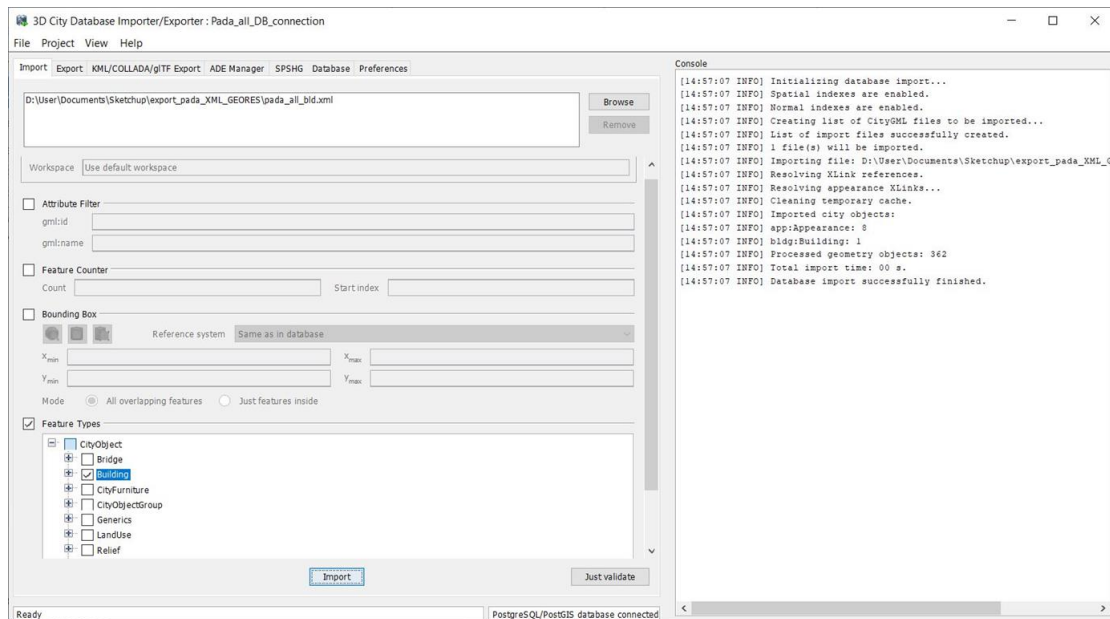 3D City Database Importer/Exporter : Pada_all_DB_connection
File Project View Help
Import Export KML/COLLADA/glTF Export ADE Manager SPSHG Database Preferences
D:\User\Documents\Sketchup\export_pada_XML_GEORES\pada_all_bld.xml
Browse
Remove
Workspace Use default workspace
Attribute Filter
gml:id
gml:name
Feature Counter
Count Start index
Bounding Box
Reference system Same as in database
Xmin Xmax
Ymin Ymax
Mode All overlapping features Just features inside
Feature Types
CityObject
Bridge
Building
CityFurniture
CityObjectGroup
Generics
LandUse
Relief
Import Just validate
Ready PostgreSQL/PostGIS database connected
Console
[14:57:07 INFO] Initializing database import...
[14:57:07 INFO] Spatial indexes are enabled.
[14:57:07 INFO] Normal indexes are enabled.
[14:57:07 INFO] Creating list of CityGML files to be imported...
[14:57:07 INFO] List of import files successfully created.
[14:57:07 INFO] 1 file(s) will be imported.
[14:57:07 INFO] Importing file: D:\User\Documents\Sketchup\export_pada_XML_G
[14:57:07 INFO] Resolving XLink references.
[14:57:07 INFO] Resolving appearance XLinks...
[14:57:07 INFO] Cleaning temporary cache.
[14:57:07 INFO] Imported city objects:
[14:57:07 INFO] app:Appearance: 8
[14:57:07 INFO] bldg:Building: 1
[14:57:07 INFO] Processed geometry objects: 362
[14:57:07 INFO] Total import time: 00 s.
[14:57:07 INFO] Database import successfully finished.